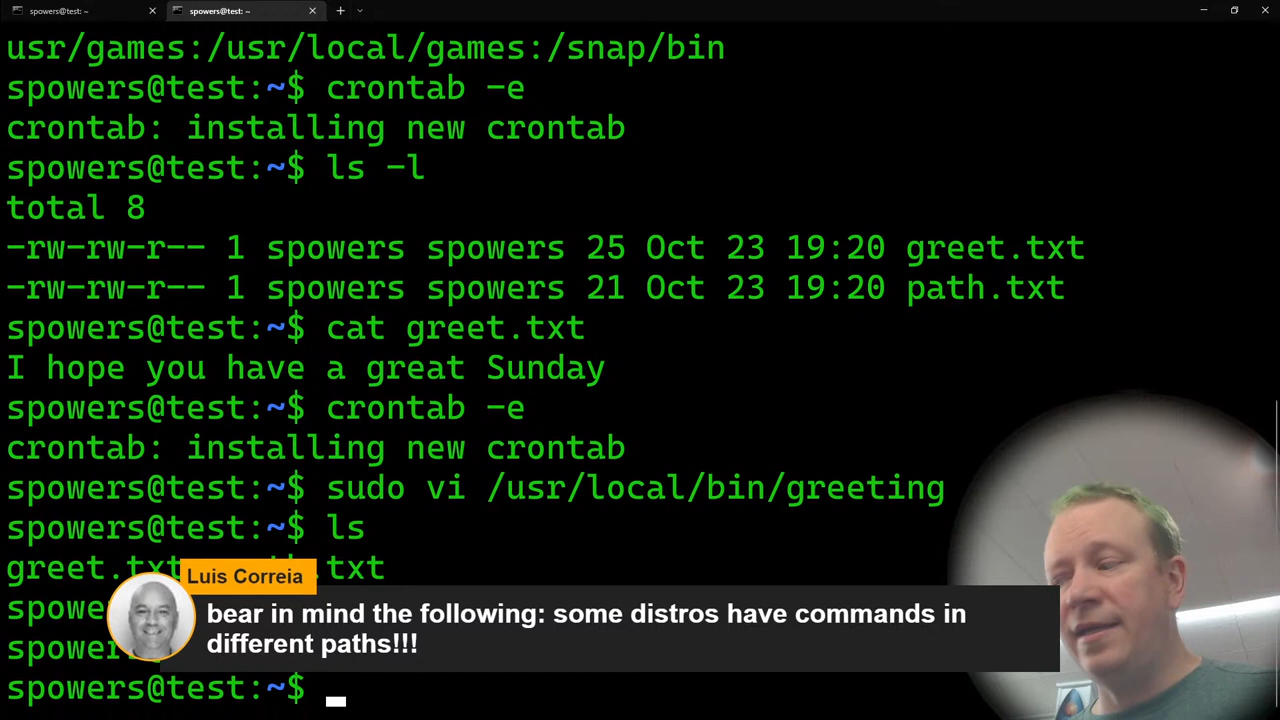 spowers@test: ~
spowers@test: ~
usr/games:/usr/local/games:/snap/bin
spowers@test:~$ crontab -e
crontab: installing new crontab
spowers@test:~$ ls -l
total 8
-rw-rw-r-- 1 spowers spowers 25 Oct 23 19:20 greet.txt
-rw-rw-r-- 1 spowers spowers 21 Oct 23 19:20 path.txt
spowers@test:~$ cat greet.txt
I hope you have a great Sunday
spowers@test:~$ crontab -e
crontab: installing new crontab
spowers@test:~$ sudo vi /usr/local/bin/greeting
spowers@test:~$ ls
greet.txt .txt
Luis Correia
spowe
bear in mind the following: some distros have commands in
different paths!!!
spower
spowers@test:~$